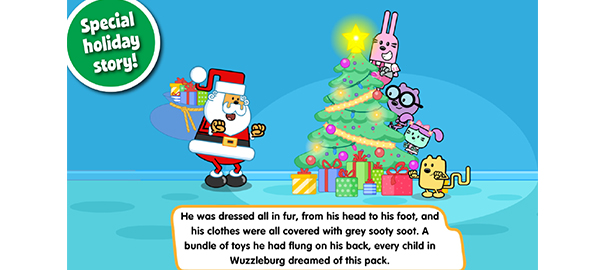 Special
holiday
story!
He was dressed all in fur, from his head to his foot, and
his clothes were all covered with grey sooty soot. A
bundle of toys he had flung on his back, every child in
Wuzzleburg dreamed of this pack.